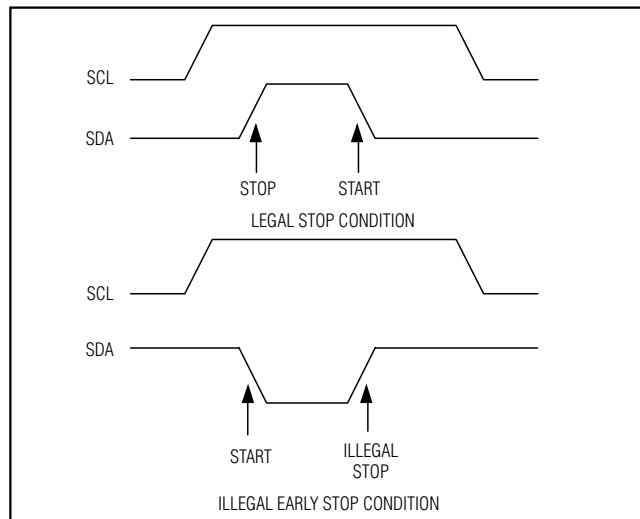 SCL
SDA
STOP START
LEGAL STOP CONDITION
SCL
SDA
START ILLEGAL
STOP
ILLEGAL EARLY STOP CONDITION